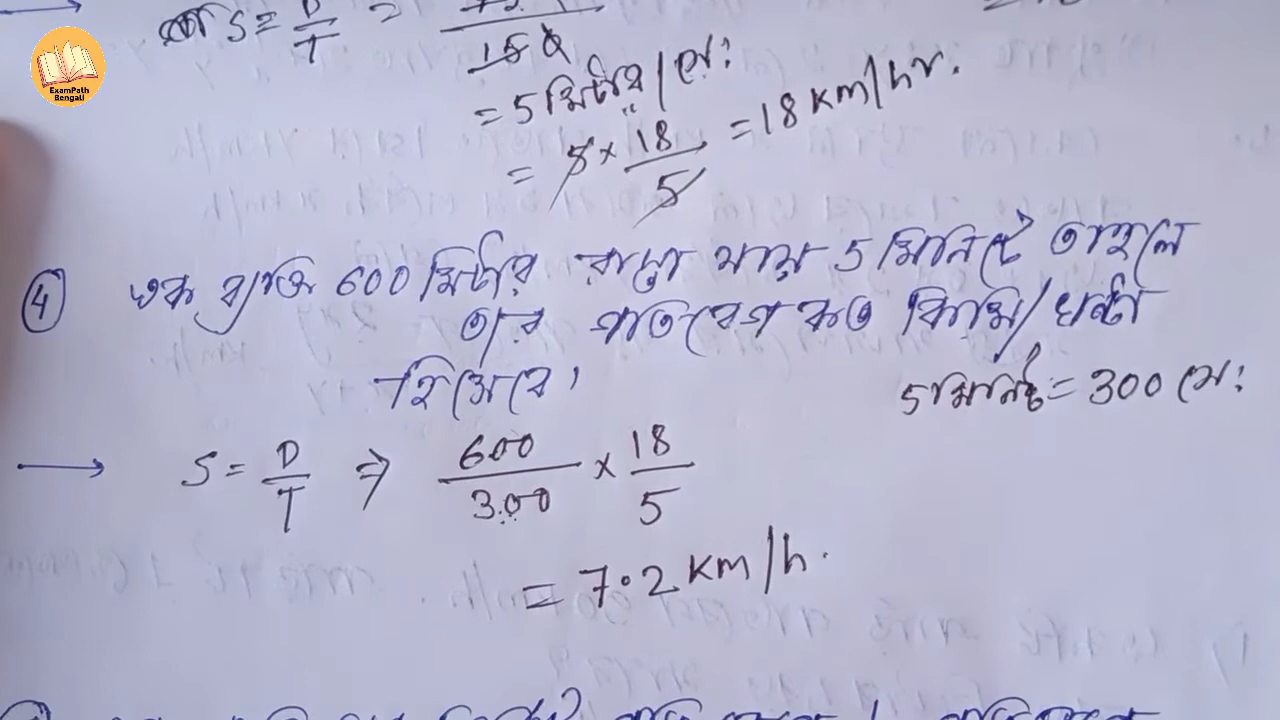 ExamPath
Bengali
S = D/T =
150
= 5 মিটার/সে:
= 5 × 18/5 = 18 km/hr.
④ এক ব্যক্তি 600 মিটার রাস্তা যায় 5 মিনিটে তাহলে
তার গতিবেগ কত কিমি/ঘন্টা
হিসেবে।
5 মিনিট = 300 সে:
→ S = D/T ⇒ 600/300 × 18/5
= 7.2 km/h.